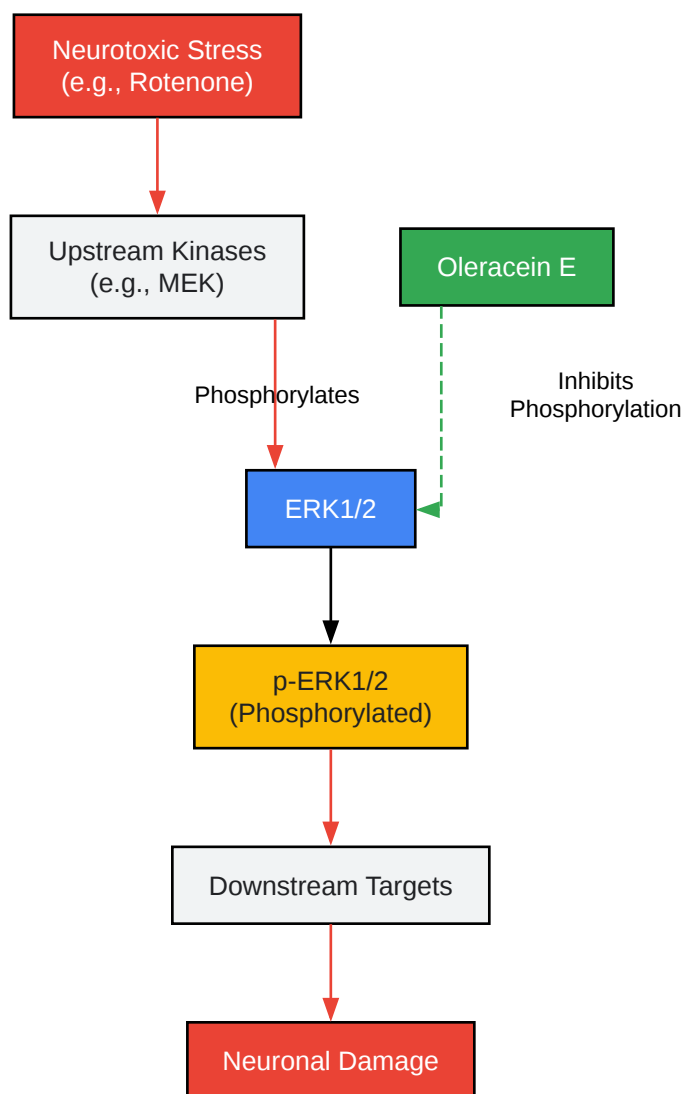 Neurotoxic Stress
(e.g., Rotenone)
Upstream Kinases
(e.g., MEK)
Oleracein E
Phosphorylates
Inhibits
Phosphorylation
ERK1/2
p-ERK1/2
(Phosphorylated)
Downstream Targets
Neuronal Damage